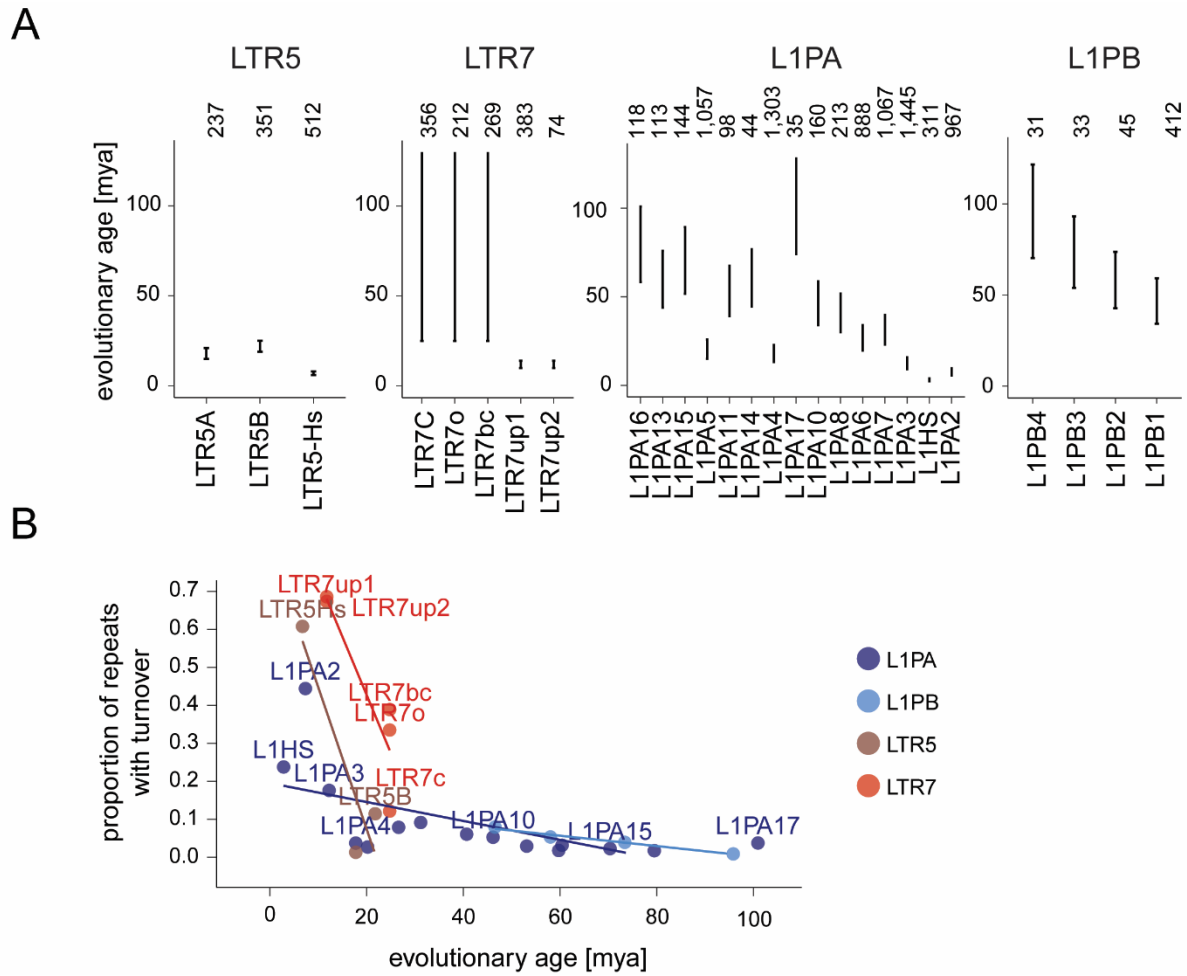 A
LTR5
LTR7
L1PA
L1PB
237
351
512
356
212
269
383
74
118
113
144
1,057
98
44
1,303
35
160
213
888
1,067
1,445
311
967
31
33
45
412
evolutionary age [mya]
100
50
0
100
50
0
100
50
0
100
50
0
LTR5A
LTR5B
LTR5-Hs
LTR7C
LTR7o
LTR7bc
LTR7up1
LTR7up2
L1PA16
L1PA13
L1PA15
L1PA5
L1PA11
L1PA14
L1PA4
L1PA17
L1PA10
L1PA8
L1PA6
L1PA7
L1PA3
L1HS
L1PA2
L1PB4
L1PB3
L1PB2
L1PB1
B
proportion of repeats
with turnover
0.7
0.6
0.5
0.4
0.3
0.2
0.1
0.0
LTR7up1
LTR7up2
LTR5Hs
L1PA2
LTR7bc
LTR7o
L1HS
L1PA3
LTR7c
LTR5B
L1PA4
L1PA10
L1PA15
L1PA17
L1PA
L1PB
LTR5
LTR7
0
20
40
60
80
100
evolutionary age [mya]